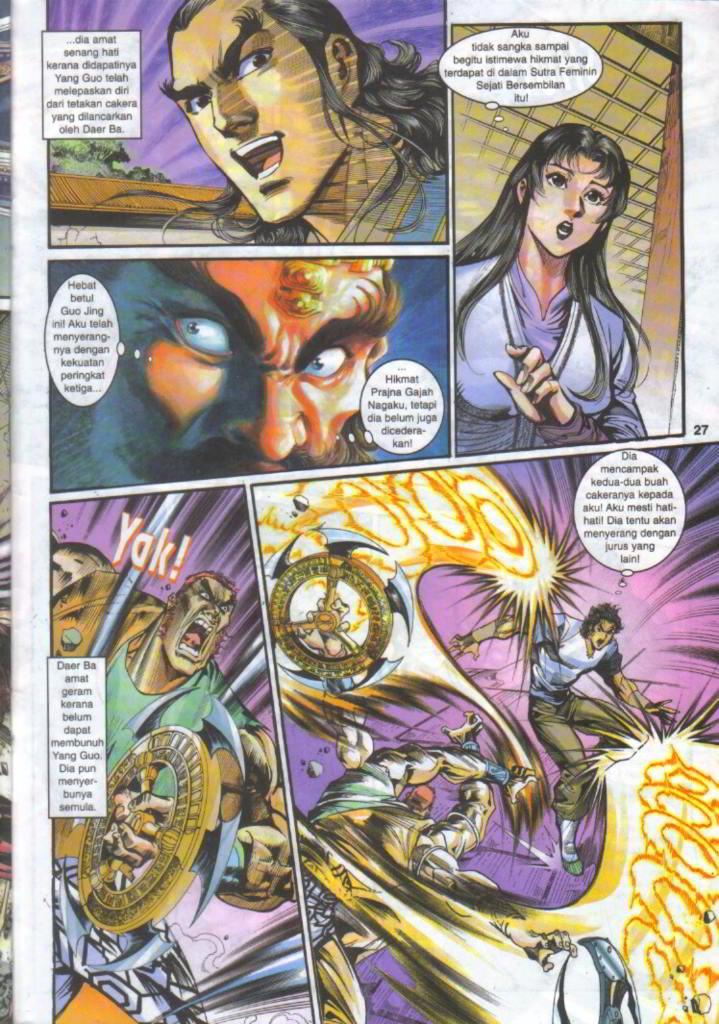 ...dia amat
senang hati
kerana didapatinya
Yang Guo telah
melepaskan diri
dari tetakan cakera
yang dilancarkan
oleh Daer Ba.
Aku
tidak sangka sampai
begitu istimewa hikmat yang
terdapat di dalam Sutra Feminin
Sejati Bersembilan
itu!
Hebat
betul
Guo Jing
ini! Aku telah
menyerang-
nya dengan
kekuatan
peringkat
ketiga...
...
Hikmat
Prajna Gajah
Nagaku, tetapi
dia belum juga
dicedera-
kan!
27
Yak!
Daer Ba
amat
geram
kerana
belum
dapat
membunuh
Yang Guo.
Dia pun
menyer-
bunya
semula.
Dia
mencampak
kedua-dua buah
cakeranya kepada
aku! Aku mesti hati-
hati! Dia tentu akan
menyerang dengan
jurus yang
lain!